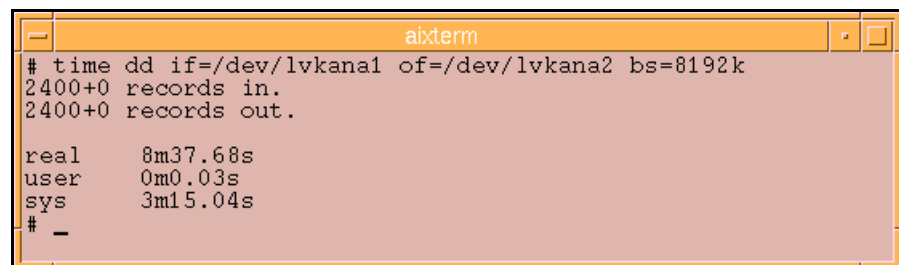 aixterm
# time dd if=/dev/lvkana1 of=/dev/lvkana2 bs=8192k
2400+0 records in.
2400+0 records out.
real 8m37.68s
user 0m0.03s
sys 3m15.04s
# _